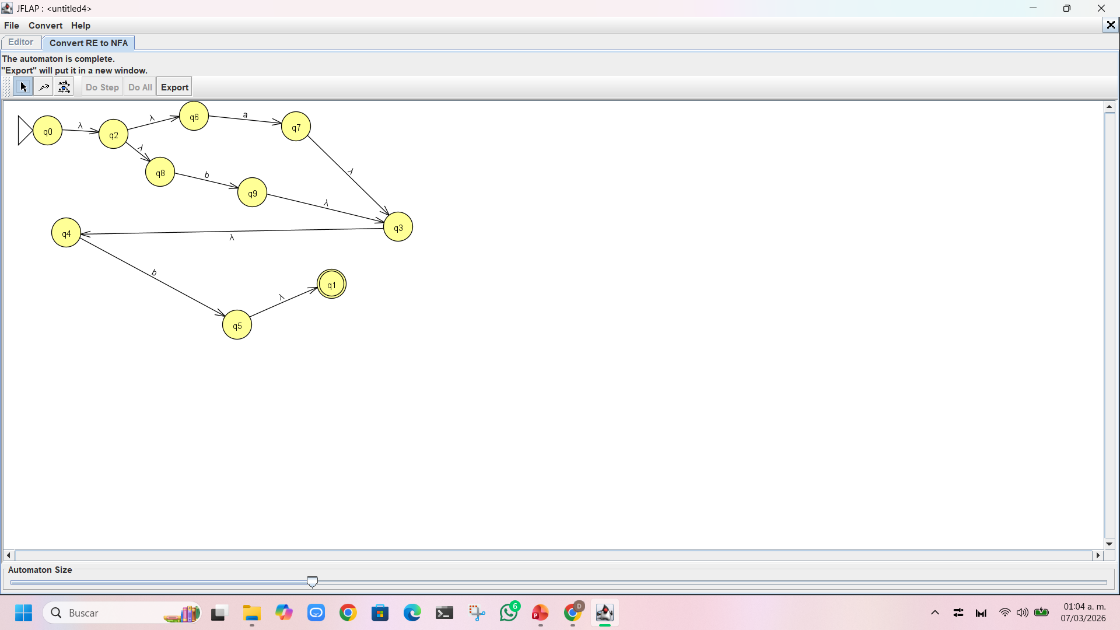 JFLAP : <untitled4>
File Convert Help
Editor Convert RE to NFA
The automaton is complete.
"Export" will put it in a new window.
Do Step Do All Export
q0 λ q2 λ q6 a q7
λ q8 b q9 λ λ
q4 λ q3
b q5 λ q1
Automaton Size
Buscar 6 01:04 a. m.
07/03/2026